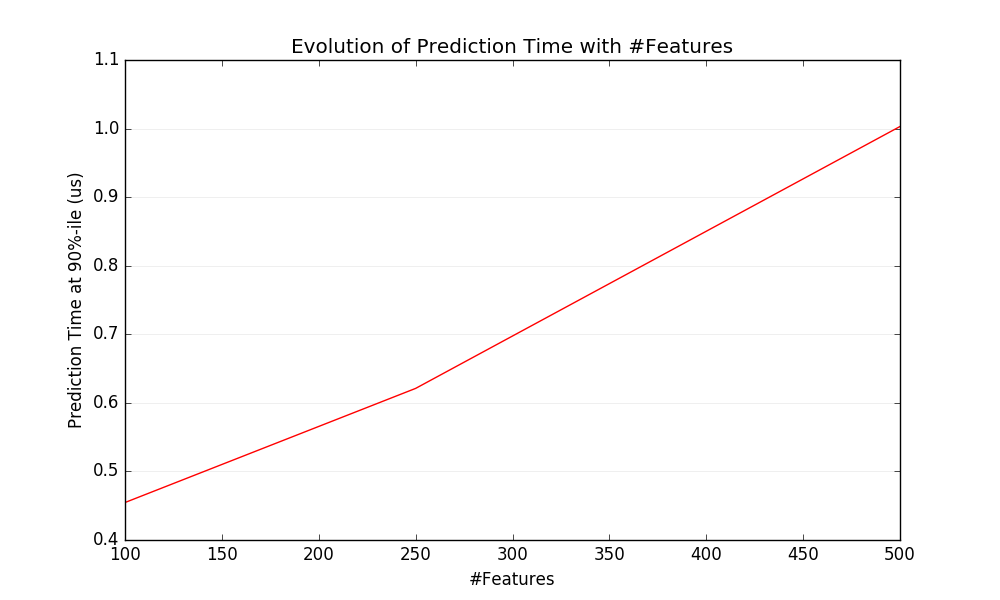 Evolution of Prediction Time with #Features
1.1
1.0
0.9
0.8
0.7
0.6
0.5
0.4
Prediction Time at 90%-ile (us)
100 150 200 250 300 350 400 450 500
#Features